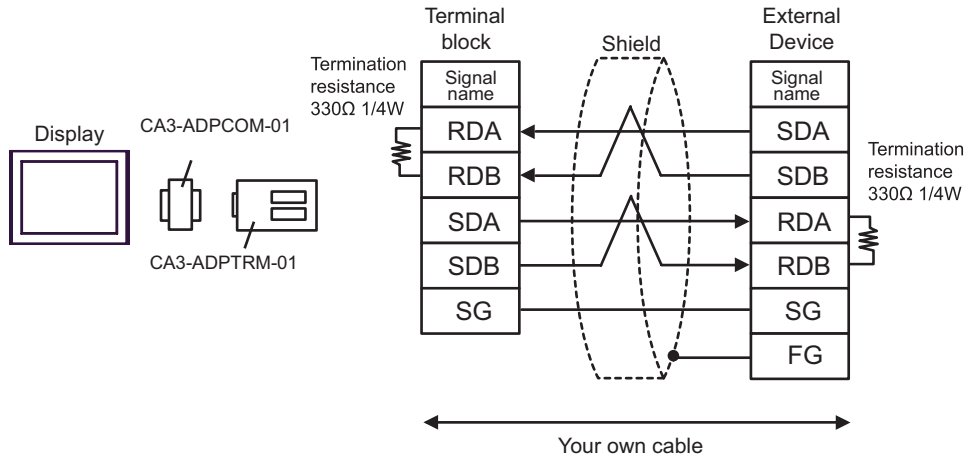 Display
CA3-ADPCOM-01
CA3-ADPTRM-01
Termination
resistance
330Ω 1/4W
Terminal
block
Signal
name
RDA
RDB
SDA
SDB
SG
Shield
External
Device
Signal
name
SDA
SDB
RDA
RDB
SG
FG
Termination
resistance
330Ω 1/4W
Your own cable